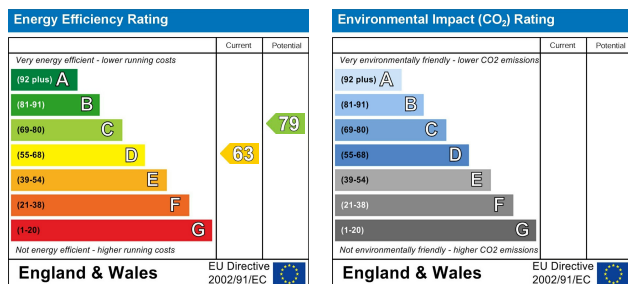 Energy Efficiency Rating
Current Potential
Very energy efficient - lower running costs
(92 plus) A
(81-91) B
(69-80) C
(55-68) D
(39-54) E
(21-38) F
(1-20) G
63
79
Not energy efficient - higher running costs
England & Wales
EU Directive
2002/91/EC
Environmental Impact (CO₂) Rating
Current Potential
Very environmentally friendly - lower CO2 emissions
(92 plus) A
(81-91) B
(69-80) C
(55-68) D
(39-54) E
(21-38) F
(1-20) G
Not environmentally friendly - higher CO2 emissions
England & Wales
EU Directive
2002/91/EC